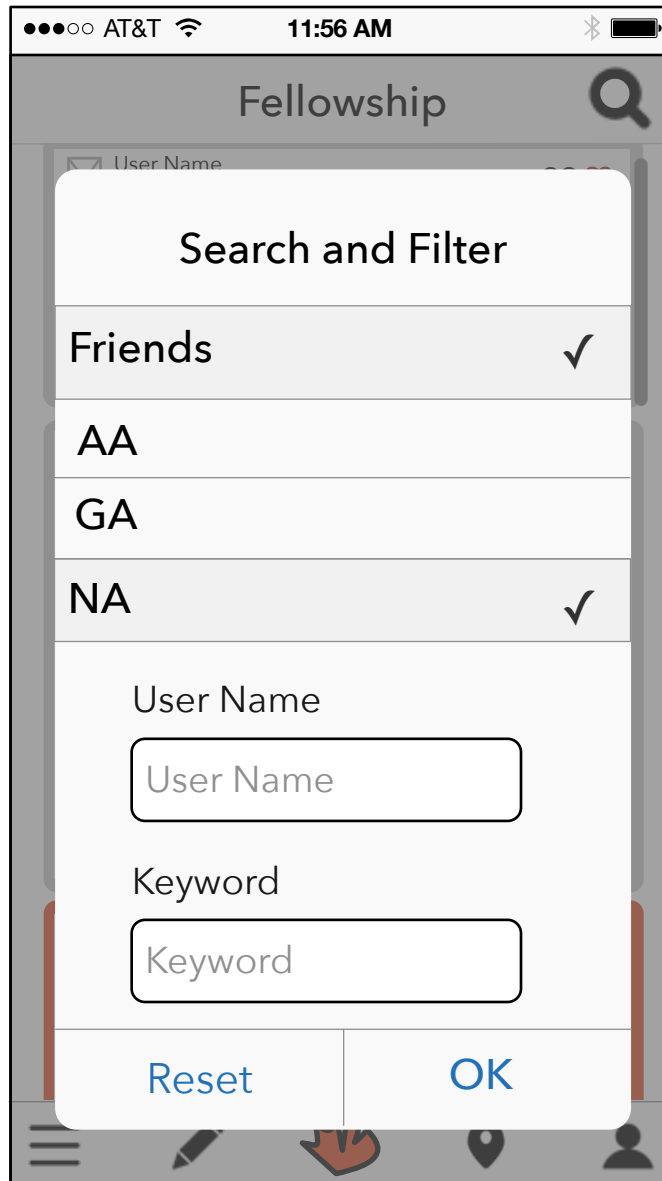 AT&T 11:56 AM
Fellowship
User Name
Search and Filter
Friends
AA
GA
NA
User Name
User Name
Keyword
Keyword
Reset OK